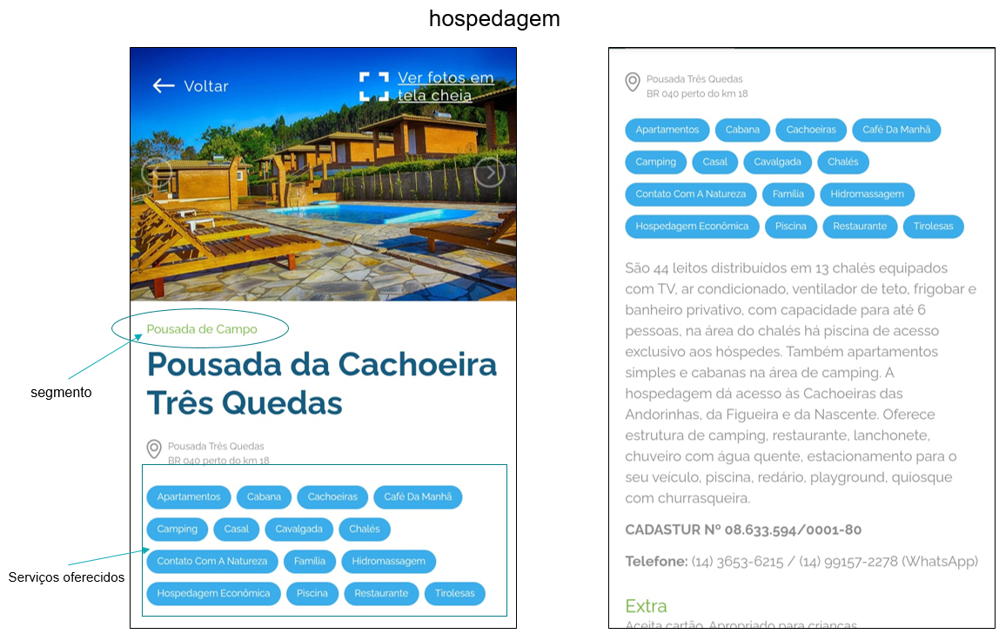 hospedagem
Voltar
Ver fotos em
tela cheia
Pousada de Campo
segmento
Pousada da Cachoeira
Três Quedas
Pousada Três Quedas
BR 040 perto do km 18
Apartamentos Cabana Cachoeiras Café Da Manhã
Camping Casal Cavalgada Chalés
Contato Com A Natureza Família Hidromassagem
Hospedagem Econômica Piscina Restaurante Tirolesas
Serviços oferecidos
Pousada Três Quedas
BR 040 perto do km 18
Apartamentos Cabana Cachoeiras Café Da Manhã
Camping Casal Cavalgada Chalés
Contato Com A Natureza Família Hidromassagem
Hospedagem Econômica Piscina Restaurante Tirolesas
São 44 leitos distribuídos em 13 chalés equipados
com TV, ar condicionado, ventilador de teto, frigobar e
banheiro privativo, com capacidade para até 6
pessoas, na área do chalés há piscina de acesso
exclusivo aos hóspedes. Também apartamentos
simples e cabanas na área de camping. A
hospedagem dá acesso às Cachoeiras das
Andorinhas, da Figueira e da Nascente. Oferece
estrutura de camping, restaurante, lanchonete,
chuveiro com água quente, estacionamento para o
seu veículo, piscina, redário, playground, quiosque
com churrasqueira.
CADASTUR Nº 08.633.594/0001-80
Telefone: (14) 3653-6215 / (14) 99157-2278 (WhatsApp)
Extra
Aceita cartão, Apropriado para crianças